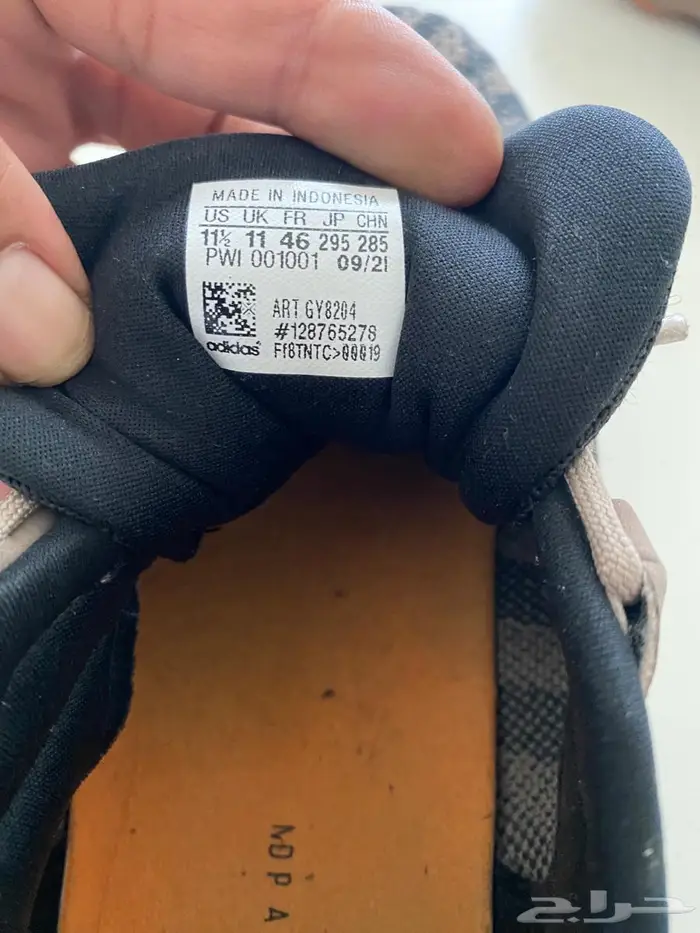 MADE IN INDONESIA
US UK FR JP CHN
11½ 11 46 295 285
PWI 001001 09/21
ART GY8204
#128765278
adidas
Ff8TNTC>00019
حراج